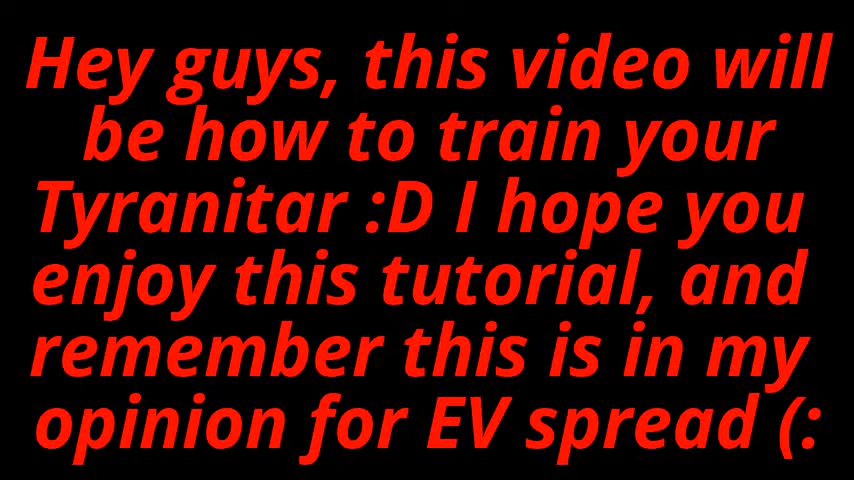 Hey guys, this video will
be how to train your
Tyranitar :D I hope you
enjoy this tutorial, and
remember this is in my
opinion for EV spread (: